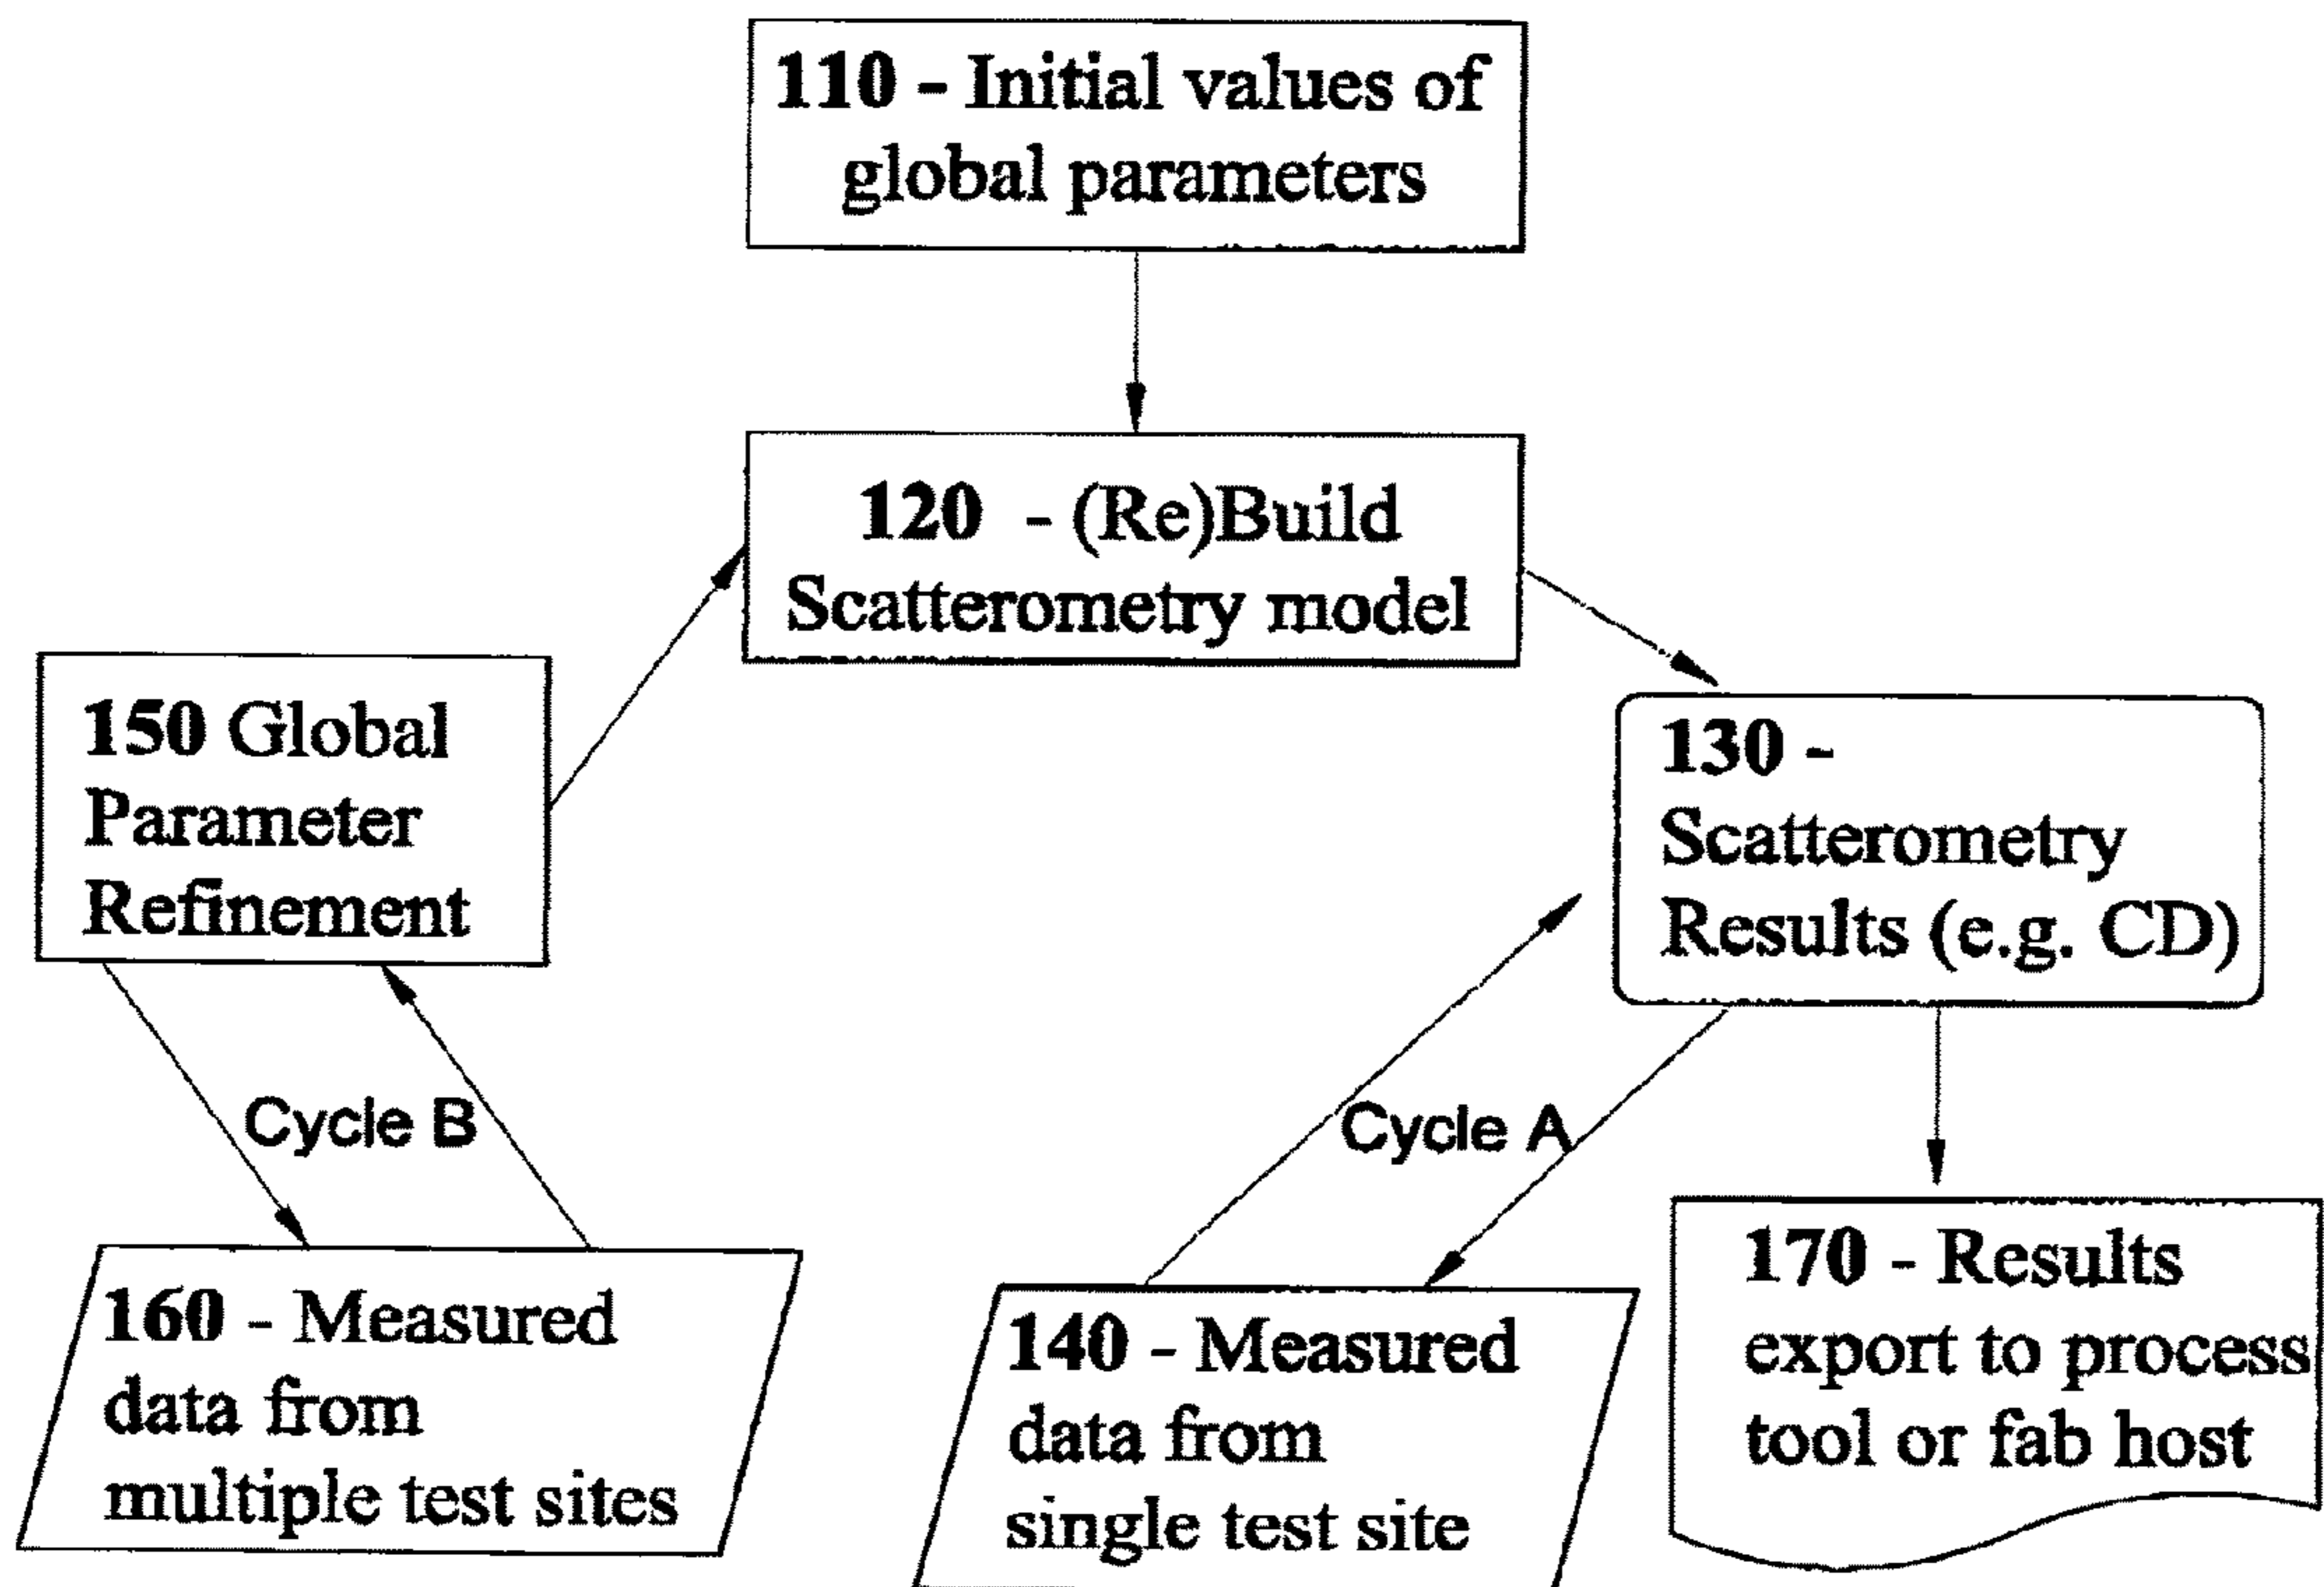 110 - Initial values of
global parameters
120 - (Re)Build
Scatterometry model
150 Global
Parameter
Refinement
130 -
Scatterometry
Results (e.g. CD)
Cycle B
Cycle A
160 - Measured
data from
multiple test sites
140 - Measured
data from
single test site
170 - Results
export to process
tool or fab host